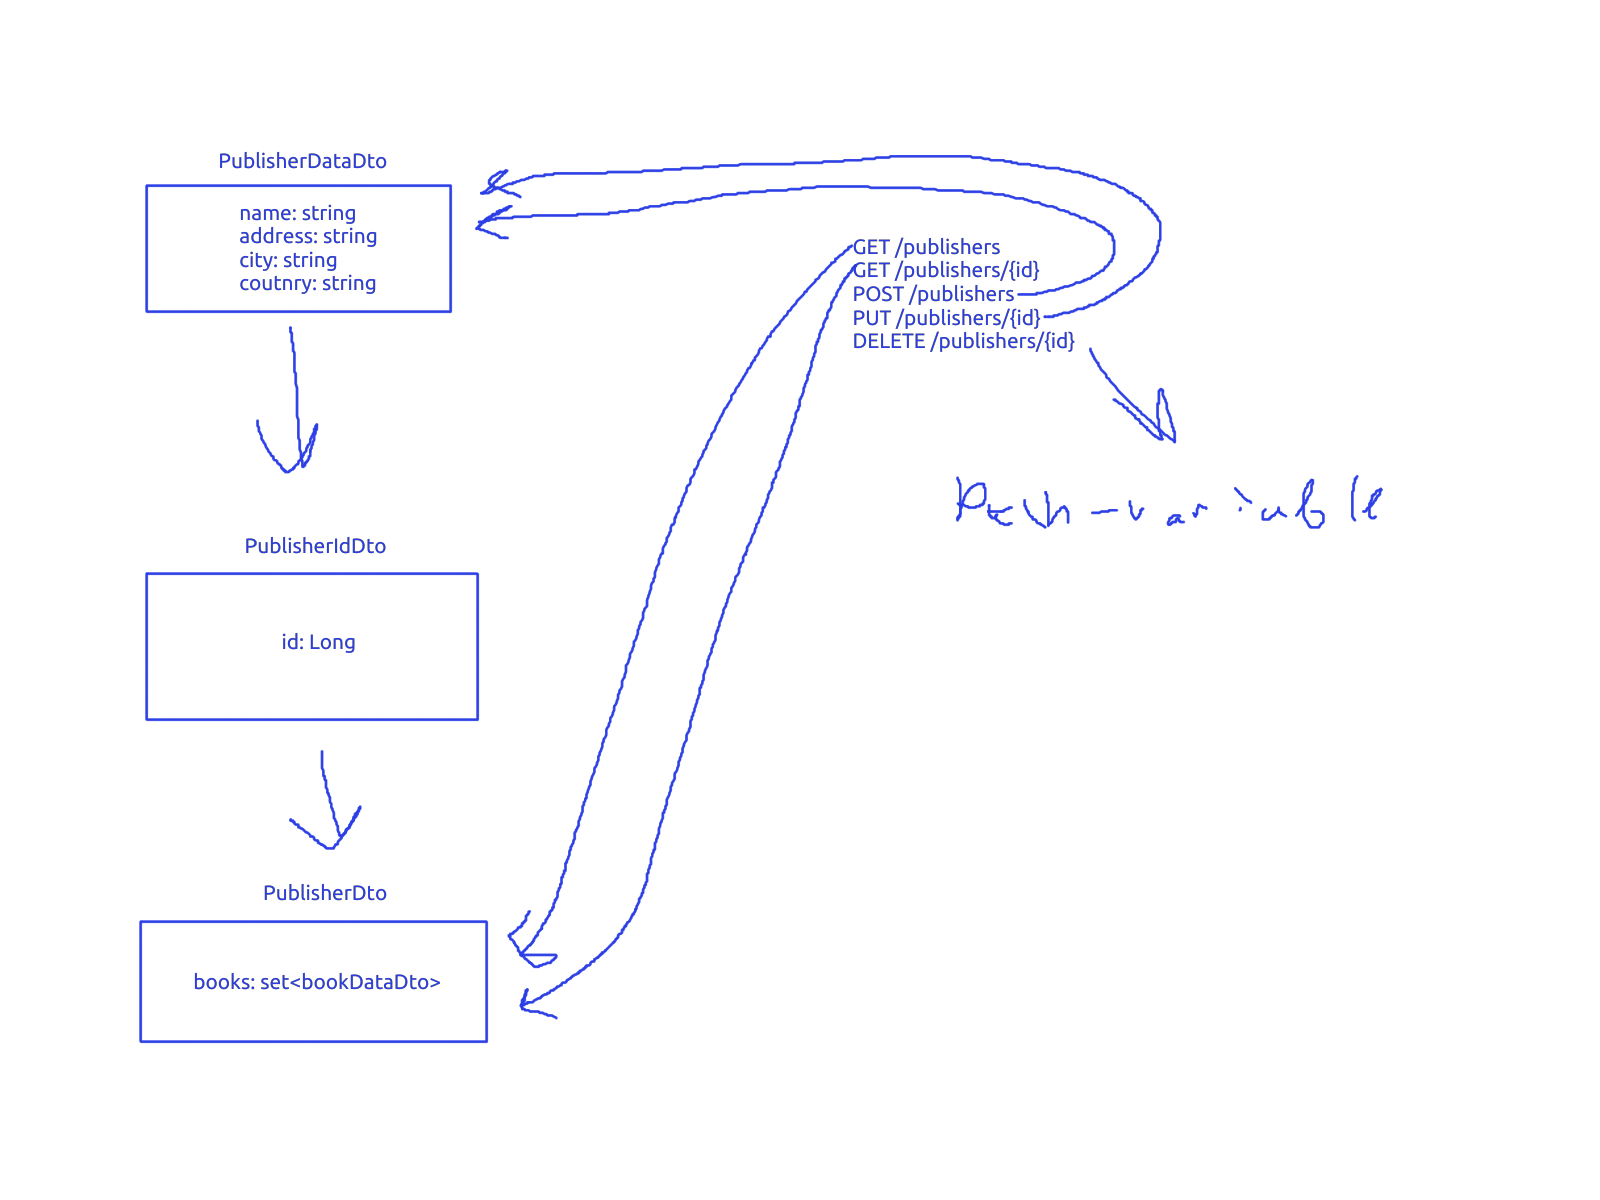 PublisherDataDto
name: string
address: string
city: string
coutnry: string
GET /publishers
GET /publishers/{id}
POST /publishers
PUT /publishers/{id}
DELETE /publishers/{id}
Path-variable
PublisherIdDto
id: Long
PublisherDto
books: set<bookDataDto>